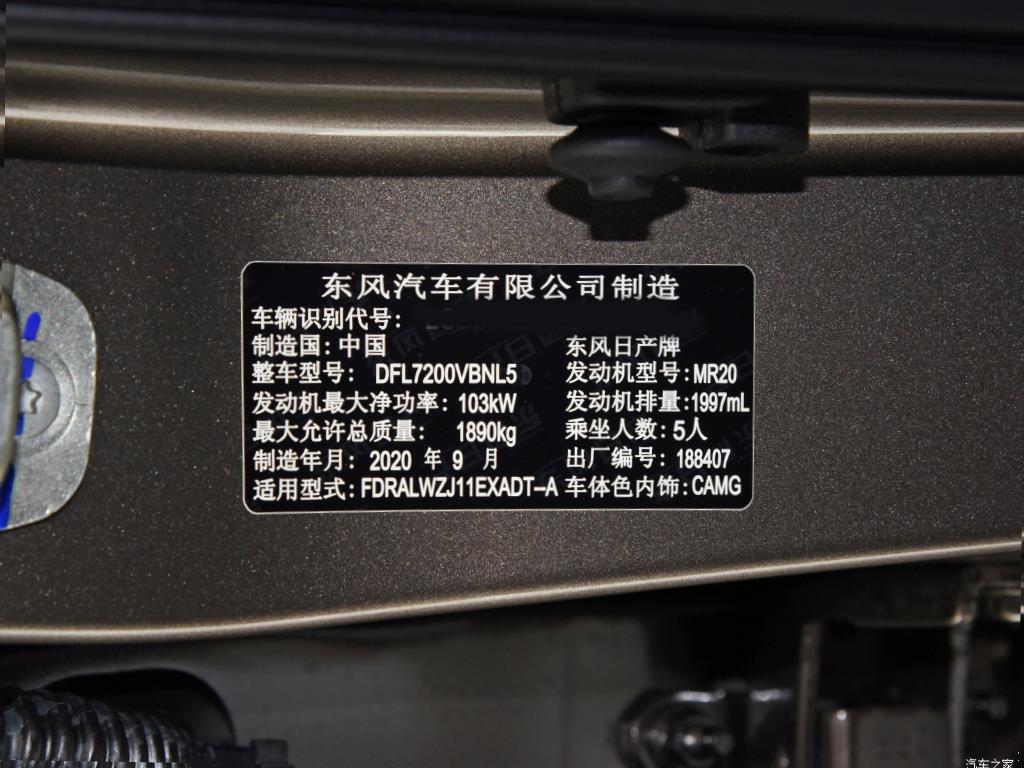 东风汽车有限公司制造
车辆识别代号:
制造国:中国 东风日产牌
整车型号: DFL7200VBNL5 发动机型号:MR20
发动机最大净功率: 103kW 发动机排量:1997mL
最大允许总质量: 1890kg 乘坐人数:5人
制造年月: 2020 年 9 月 出厂编号: 188407
适用型式:FDRALWZJ11EXADT--A 车体色内饰:CAMG
汽车之家